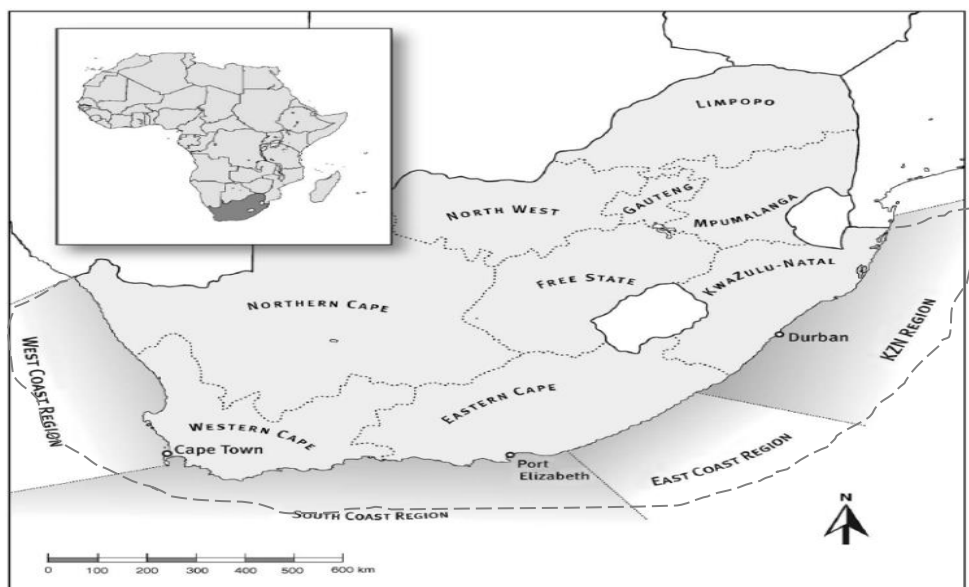 LIMPOPO
GAUTENG
NORTH WEST
MPUMALANGA
FREE STATE
KWAZULU-NATAL
NORTHERN CAPE
Durban
KZN REGION
WEST COAST REGION
EASTERN CAPE
WESTERN CAPE
Cape Town
Port
Elizabeth
EAST COAST REGION
SOUTH COAST REGION
N
0 100 200 300 400 500 600 km